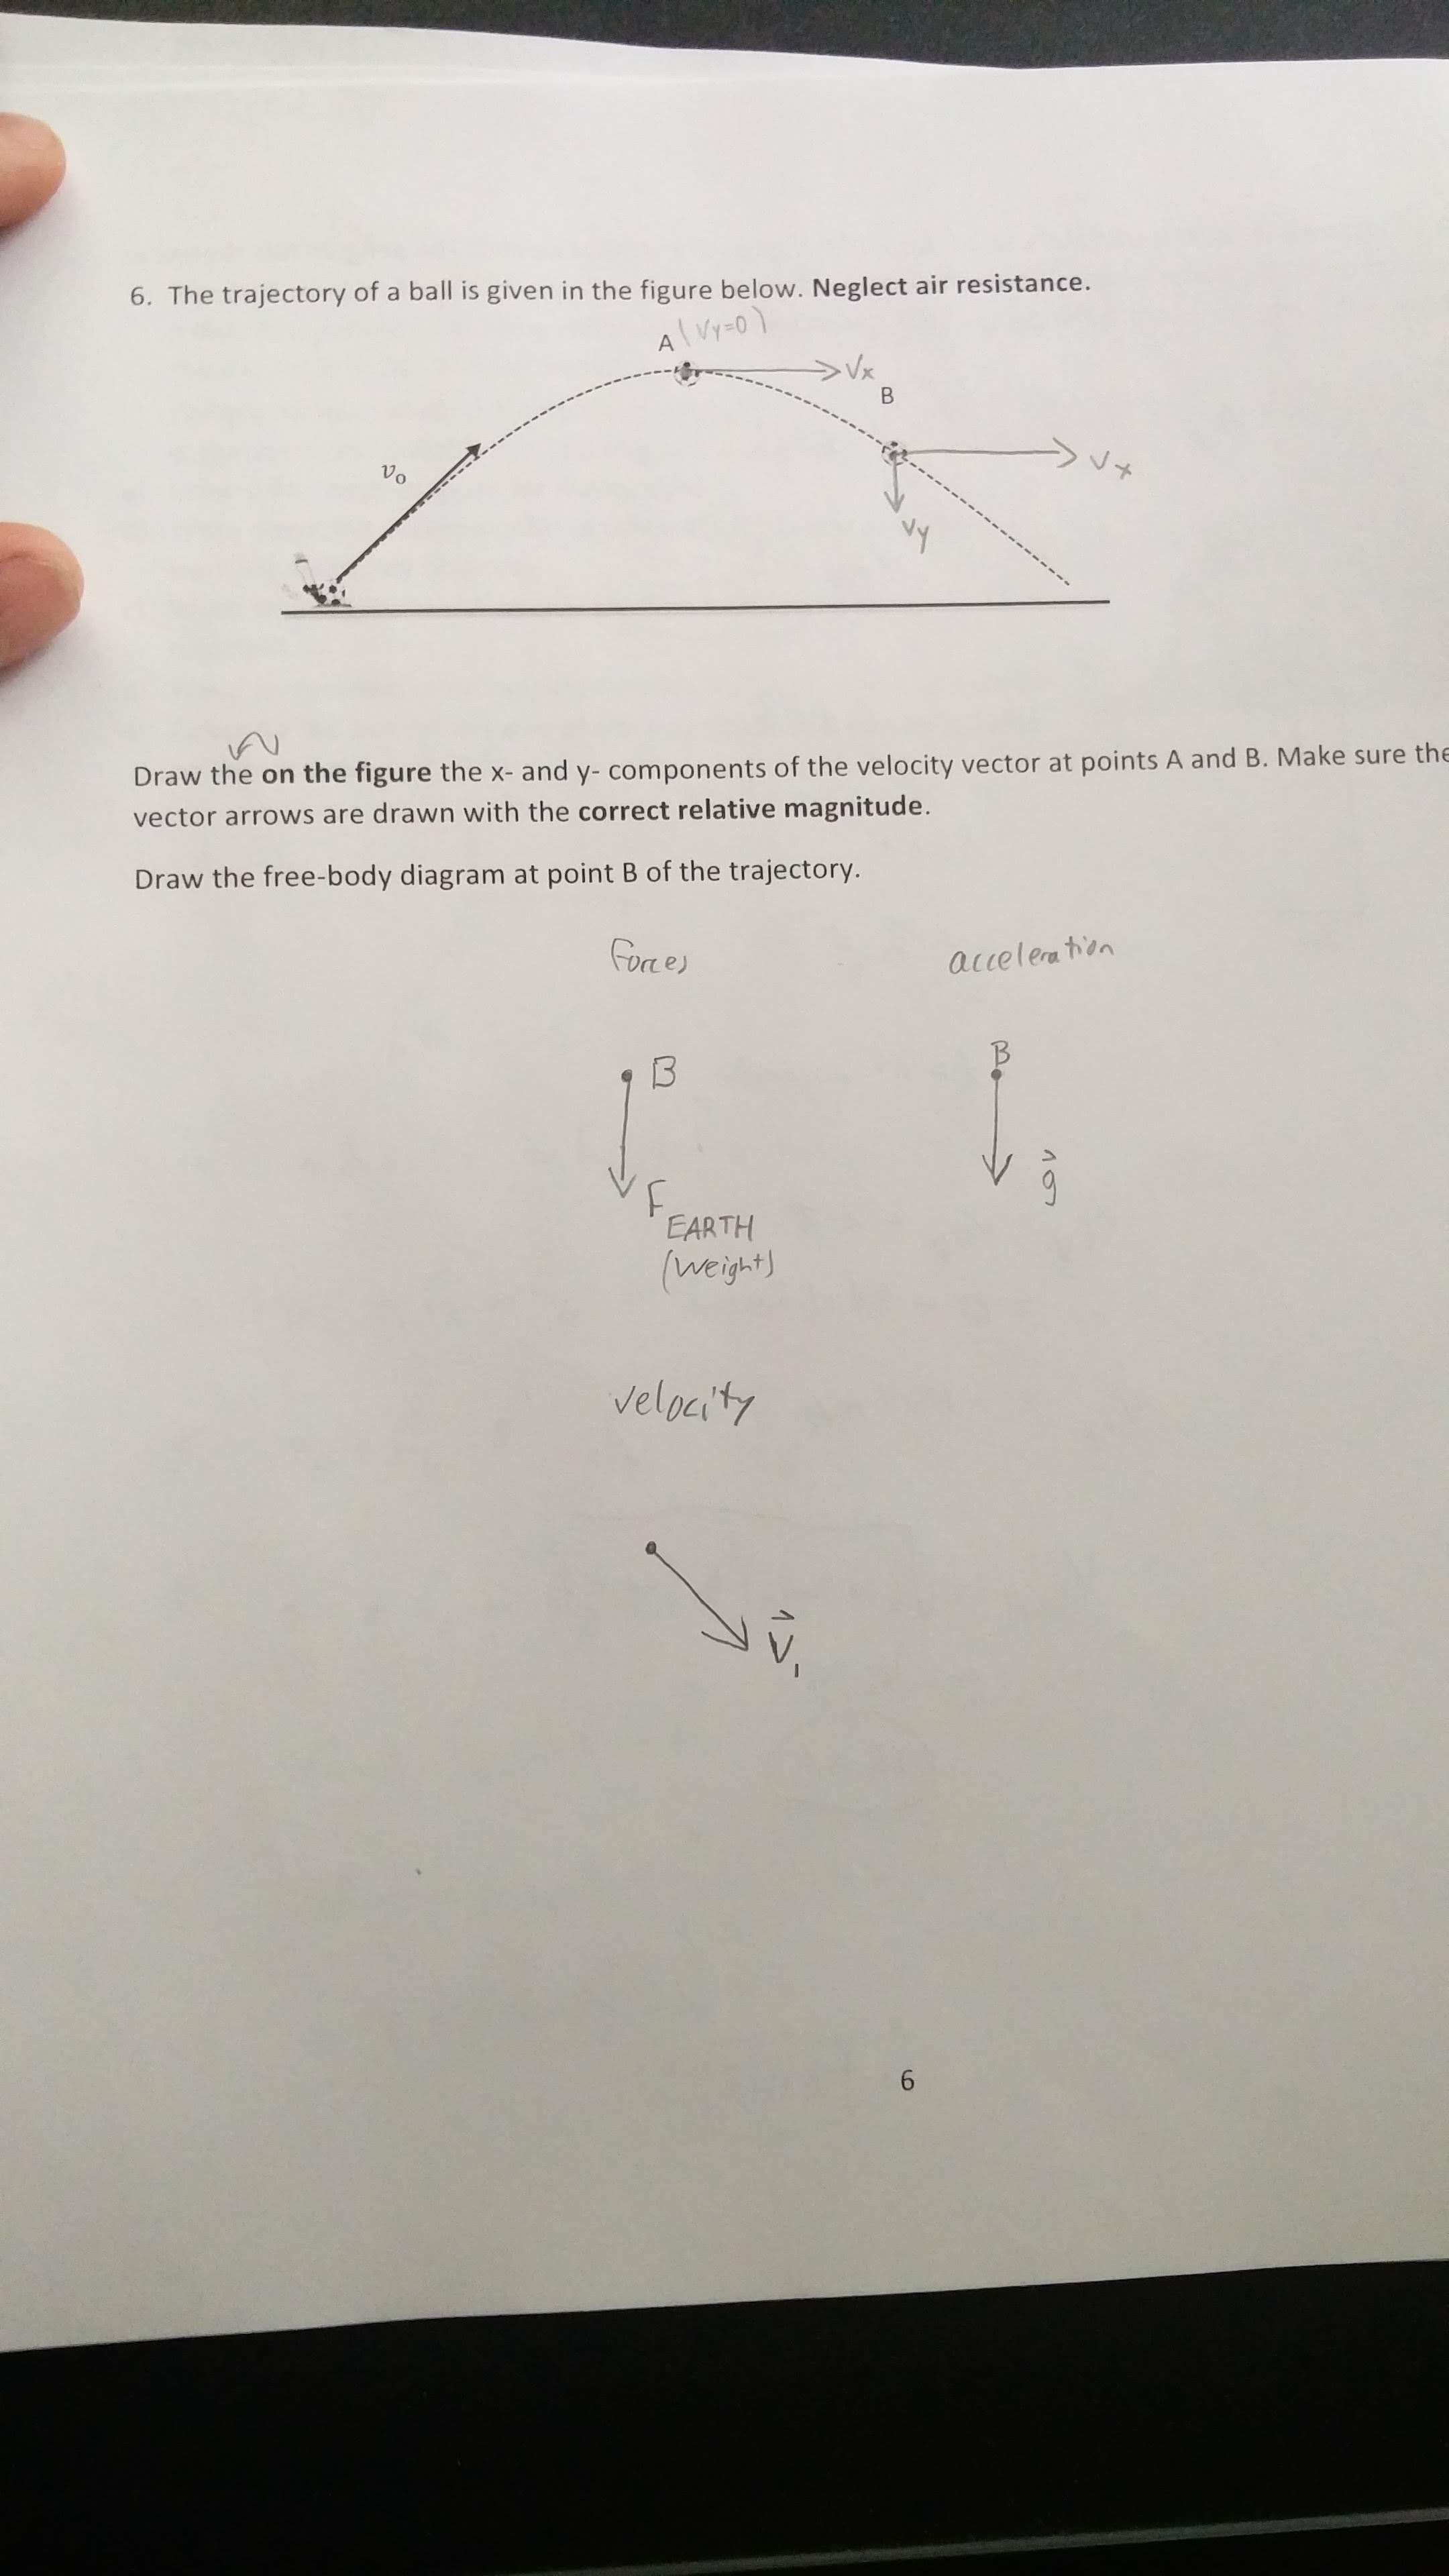 6. The trajectory of a ball is given in the figure below. Neglect air resistance.
A (Vy=0)
Vx
B
v₀
Vx
Vy
Draw the on the figure the x- and y- components of the velocity vector at points A and B. Make sure the
vector arrows are drawn with the correct relative magnitude.
Draw the free-body diagram at point B of the trajectory.
Forces acceleration
B B
F EARTH
(Weight)
g
velocity
V₁
6